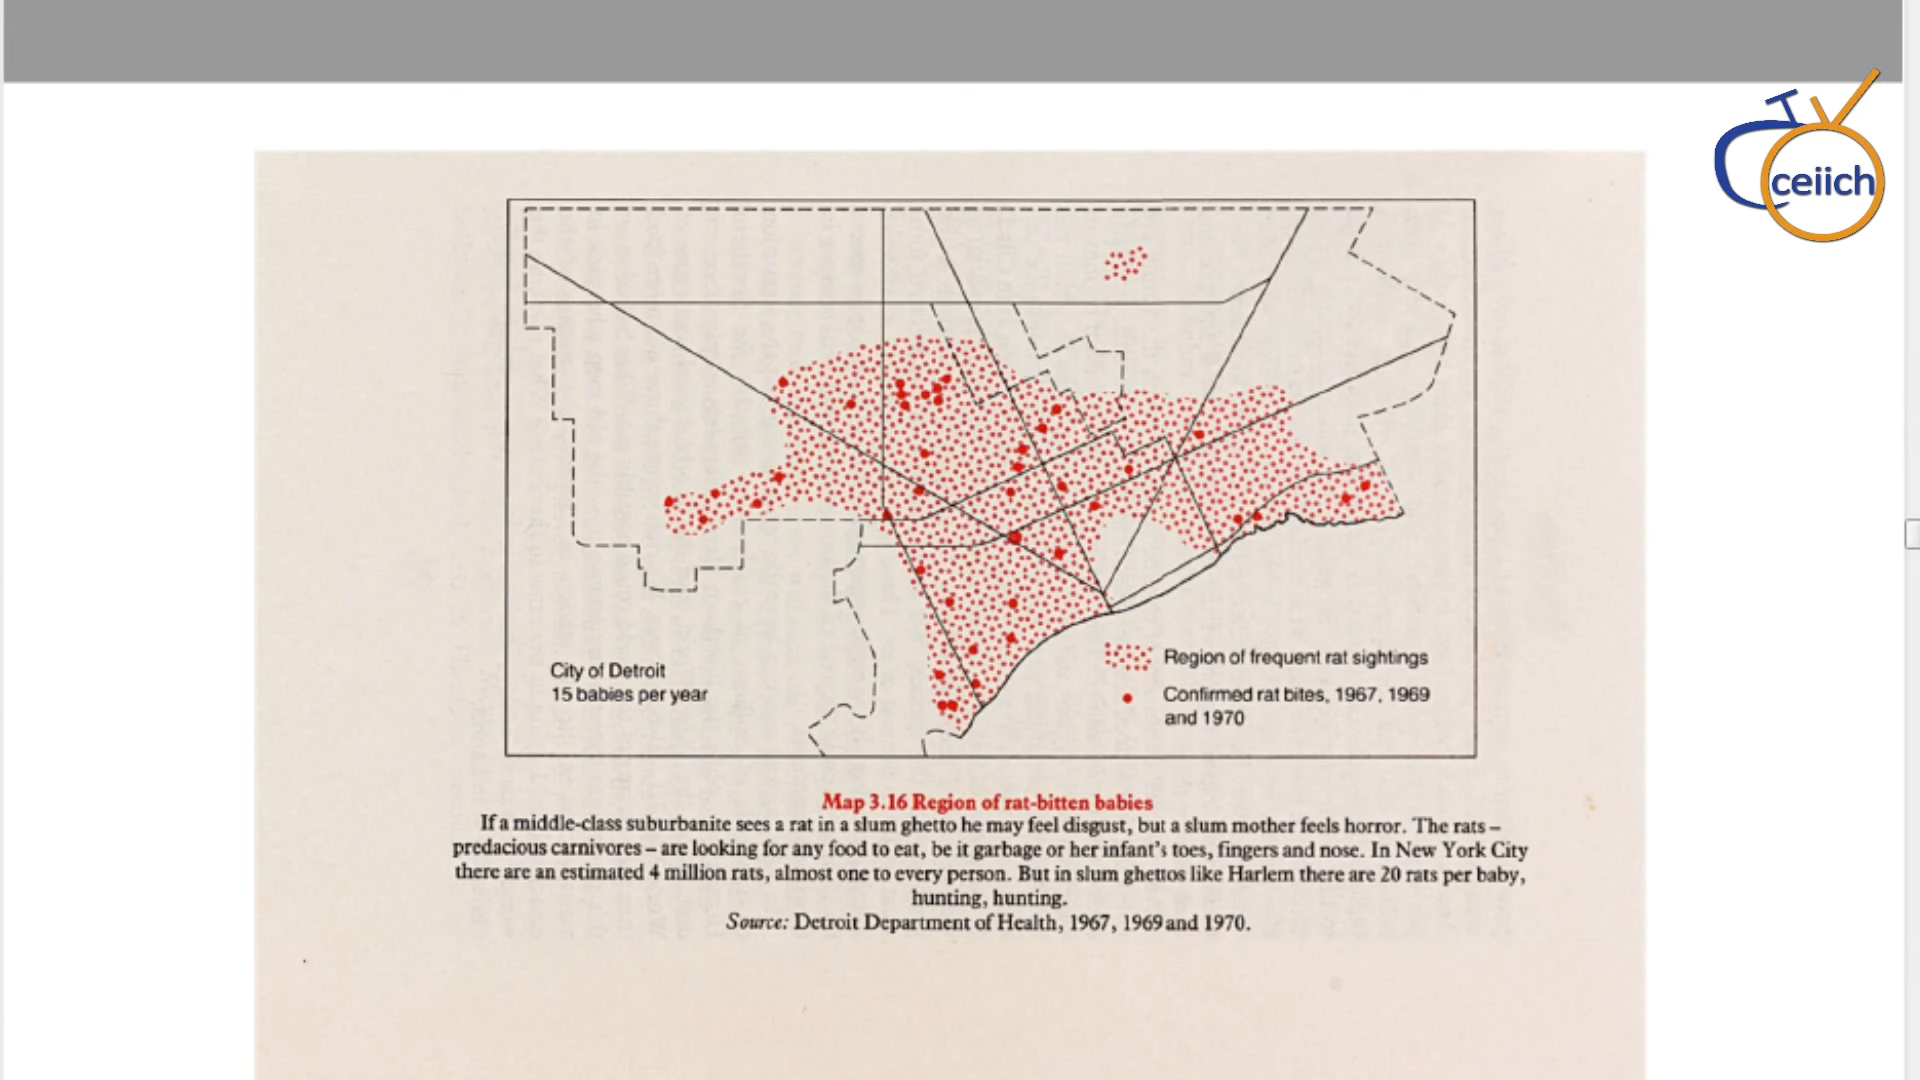 TV
ceiich
City of Detroit
15 babies per year
Region of frequent rat sightings
Confirmed rat bites, 1967, 1969
and 1970
Map 3.16 Region of rat-bitten babies
If a middle-class suburbanite sees a rat in a slum ghetto he may feel disgust, but a slum mother feels horror. The rats –
predacious carnivores – are looking for any food to eat, be it garbage or her infant's toes, fingers and nose. In New York City
there are an estimated 4 million rats, almost one to every person. But in slum ghettos like Harlem there are 20 rats per baby,
hunting, hunting.
Source: Detroit Department of Health, 1967, 1969 and 1970.